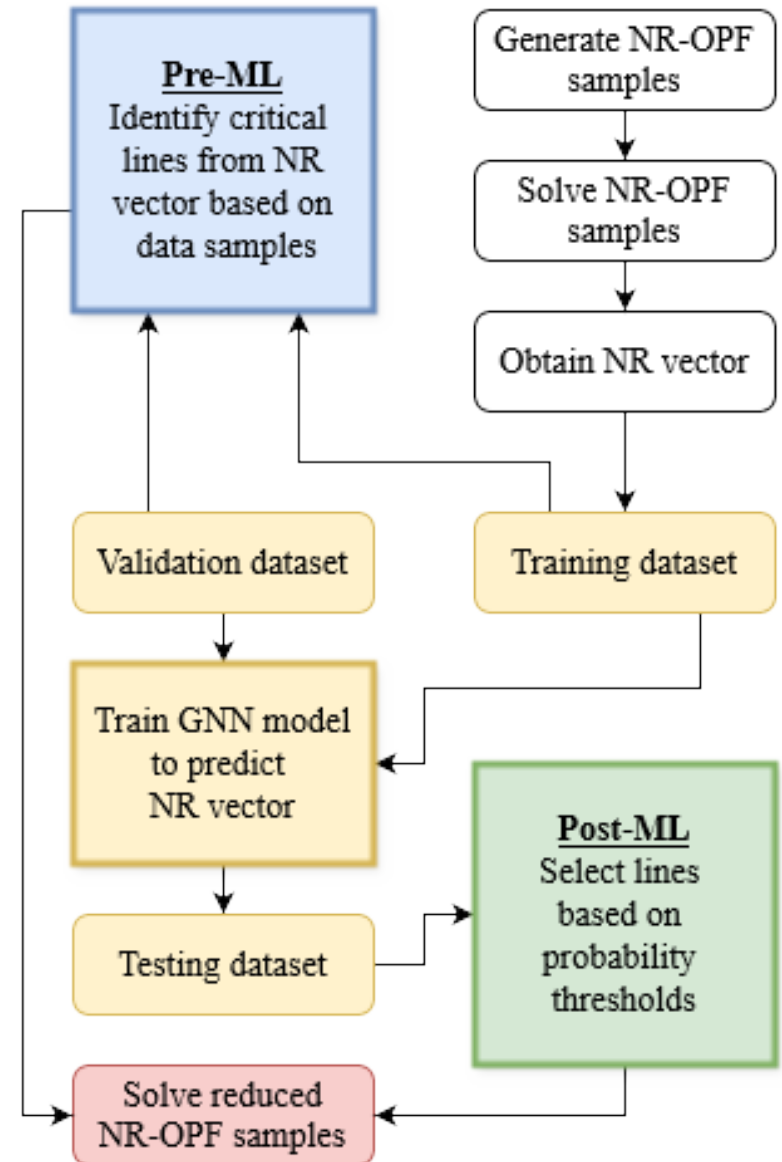 Pre-ML
Identify critical
lines from NR
vector based on
data samples
Generate NR-OPF
samples
Solve NR-OPF
samples
Obtain NR vector
Validation dataset
Training dataset
Train GNN model
to predict
NR vector
Post-ML
Select lines
based on
probability
thresholds
Testing dataset
Solve reduced
NR-OPF samples